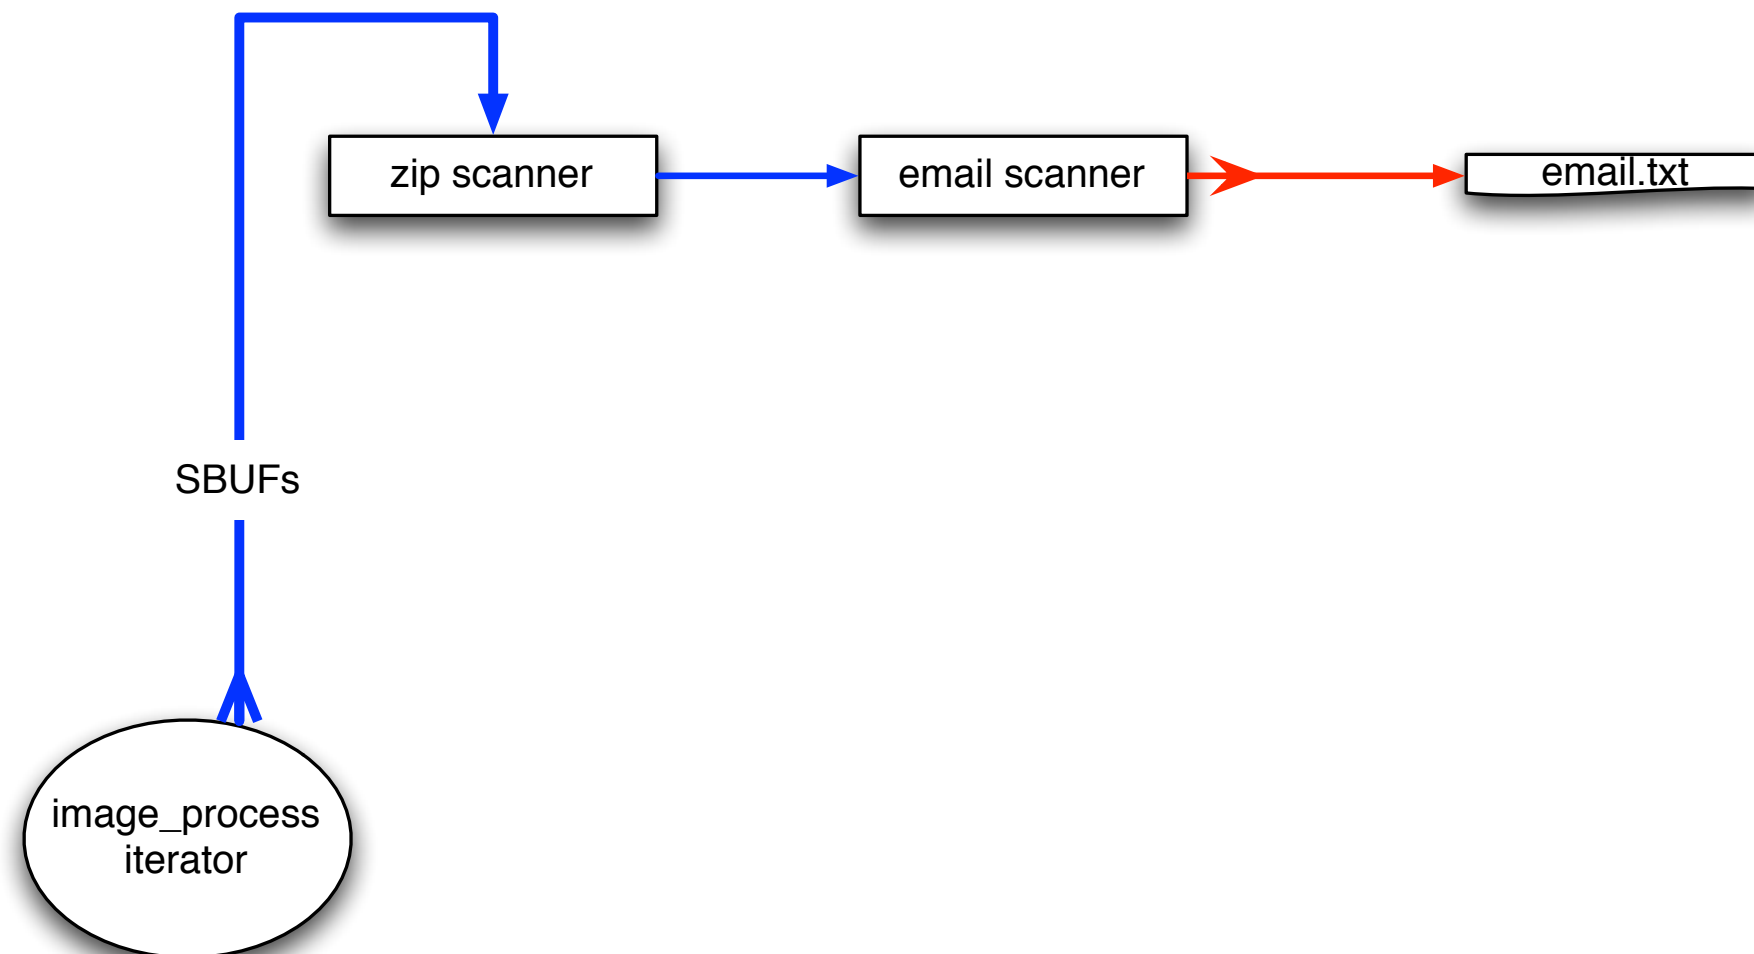 zip scanner
email scanner
email.txt
SBUFs
image_process
iterator